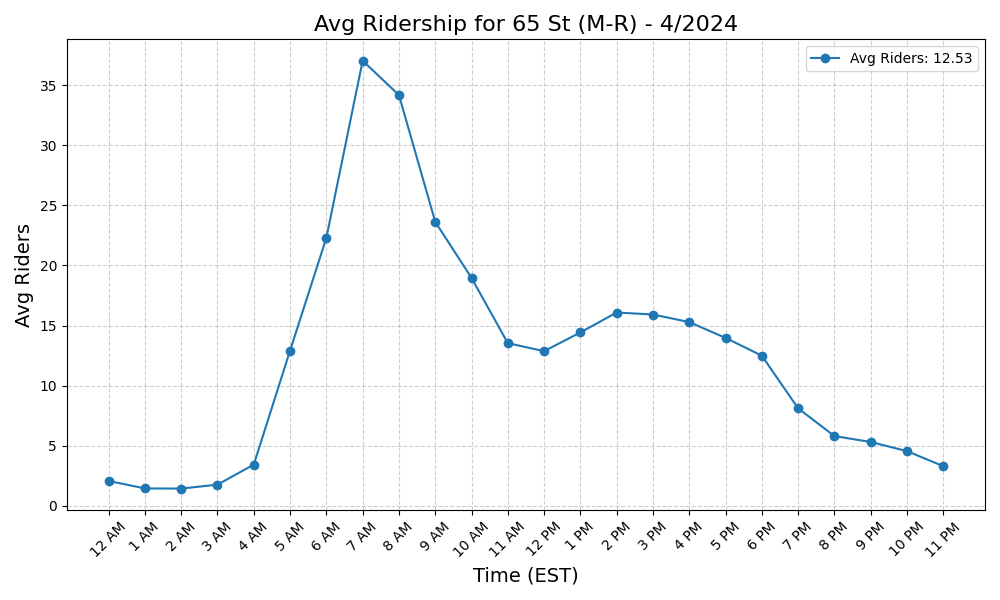 Avg Ridership for 65 St (M-R) - 4/2024
Avg Riders: 12.53
Avg Riders
35
30
25
20
15
10
5
0
12 AM
1 AM
2 AM
3 AM
4 AM
5 AM
6 AM
7 AM
8 AM
9 AM
10 AM
11 AM
12 PM
1 PM
2 PM
3 PM
4 PM
5 PM
6 PM
7 PM
8 PM
9 PM
10 PM
11 PM
Time (EST)